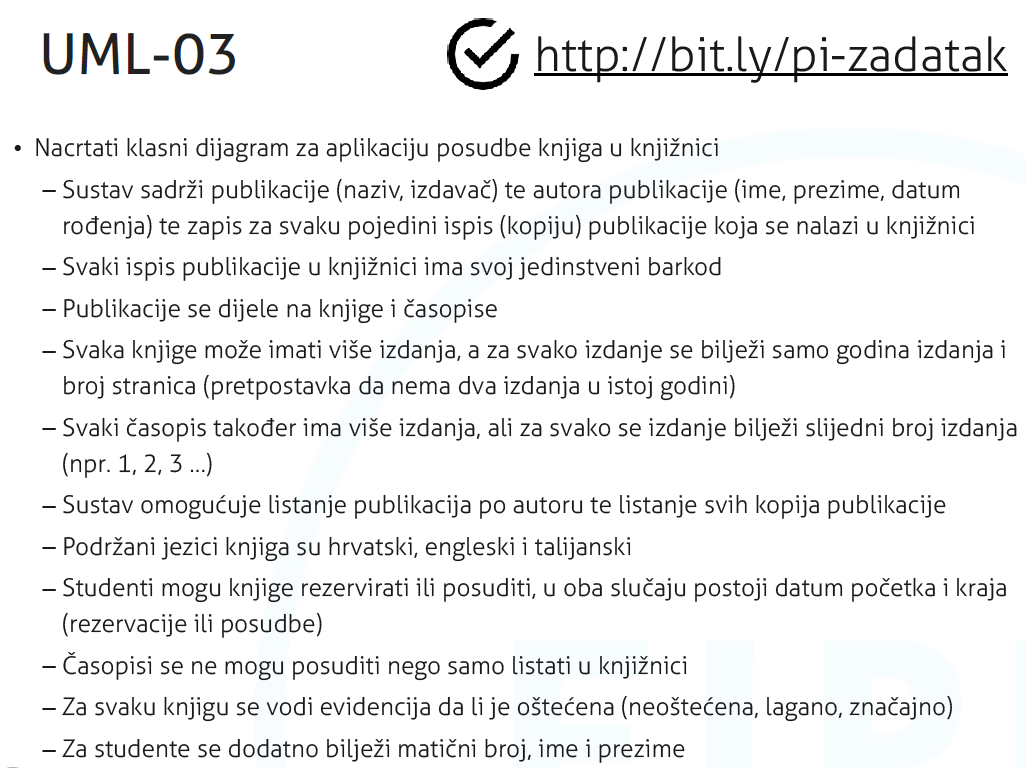 UML-03
http://bit.ly/pi-zadatak
• Nacrtati klasni dijagram za aplikaciju posudbe knjiga u knjižnici
– Sustav sadrži publikacije (naziv, izdavač) te autora publikacije (ime, prezime, datum
rođenja) te zapis za svaku pojedini ispis (kopiju) publikacije koja se nalazi u knjižnici
– Svaki ispis publikacije u knjižnici ima svoj jedinstveni barkod
– Publikacije se dijele na knjige i časopise
– Svaka knjige može imati više izdanja, a za svako izdanje se bilježi samo godina izdanja i
broj stranica (pretpostavka da nema dva izdanja u istoj godini)
– Svaki časopis također ima više izdanja, ali za svako se izdanje bilježi slijedni broj izdanja
(npr. 1, 2, 3 ...)
– Sustav omogućuje listanje publikacija po autoru te listanje svih kopija publikacije
– Podržani jezici knjiga su hrvatski, engleski i talijanski
– Studenti mogu knjige rezervirati ili posuditi, u oba slučaju postoji datum početka i kraja
(rezervacije ili posudbe)
– Časopisi se ne mogu posuditi nego samo listati u knjižnici
– Za svaku knjigu se vodi evidencija da li je oštećena (neoštećena, lagano, značajno)
– Za studente se dodatno bilježi matični broj, ime i prezime